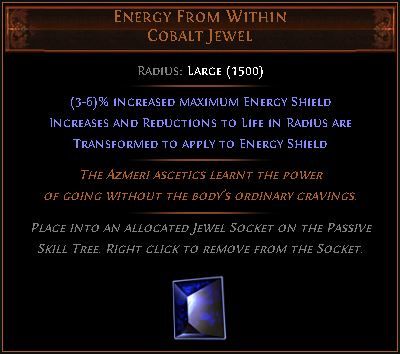 Energy From Within
Cobalt Jewel
Radius: Large (1500)
(3-6)% increased maximum Energy Shield
Increases and Reductions to Life in Radius are
Transformed to apply to Energy Shield
The Azmeri ascetics learnt the power
of going without the body's ordinary cravings.
Place into an allocated Jewel Socket on the Passive
Skill Tree. Right click to remove from the Socket.